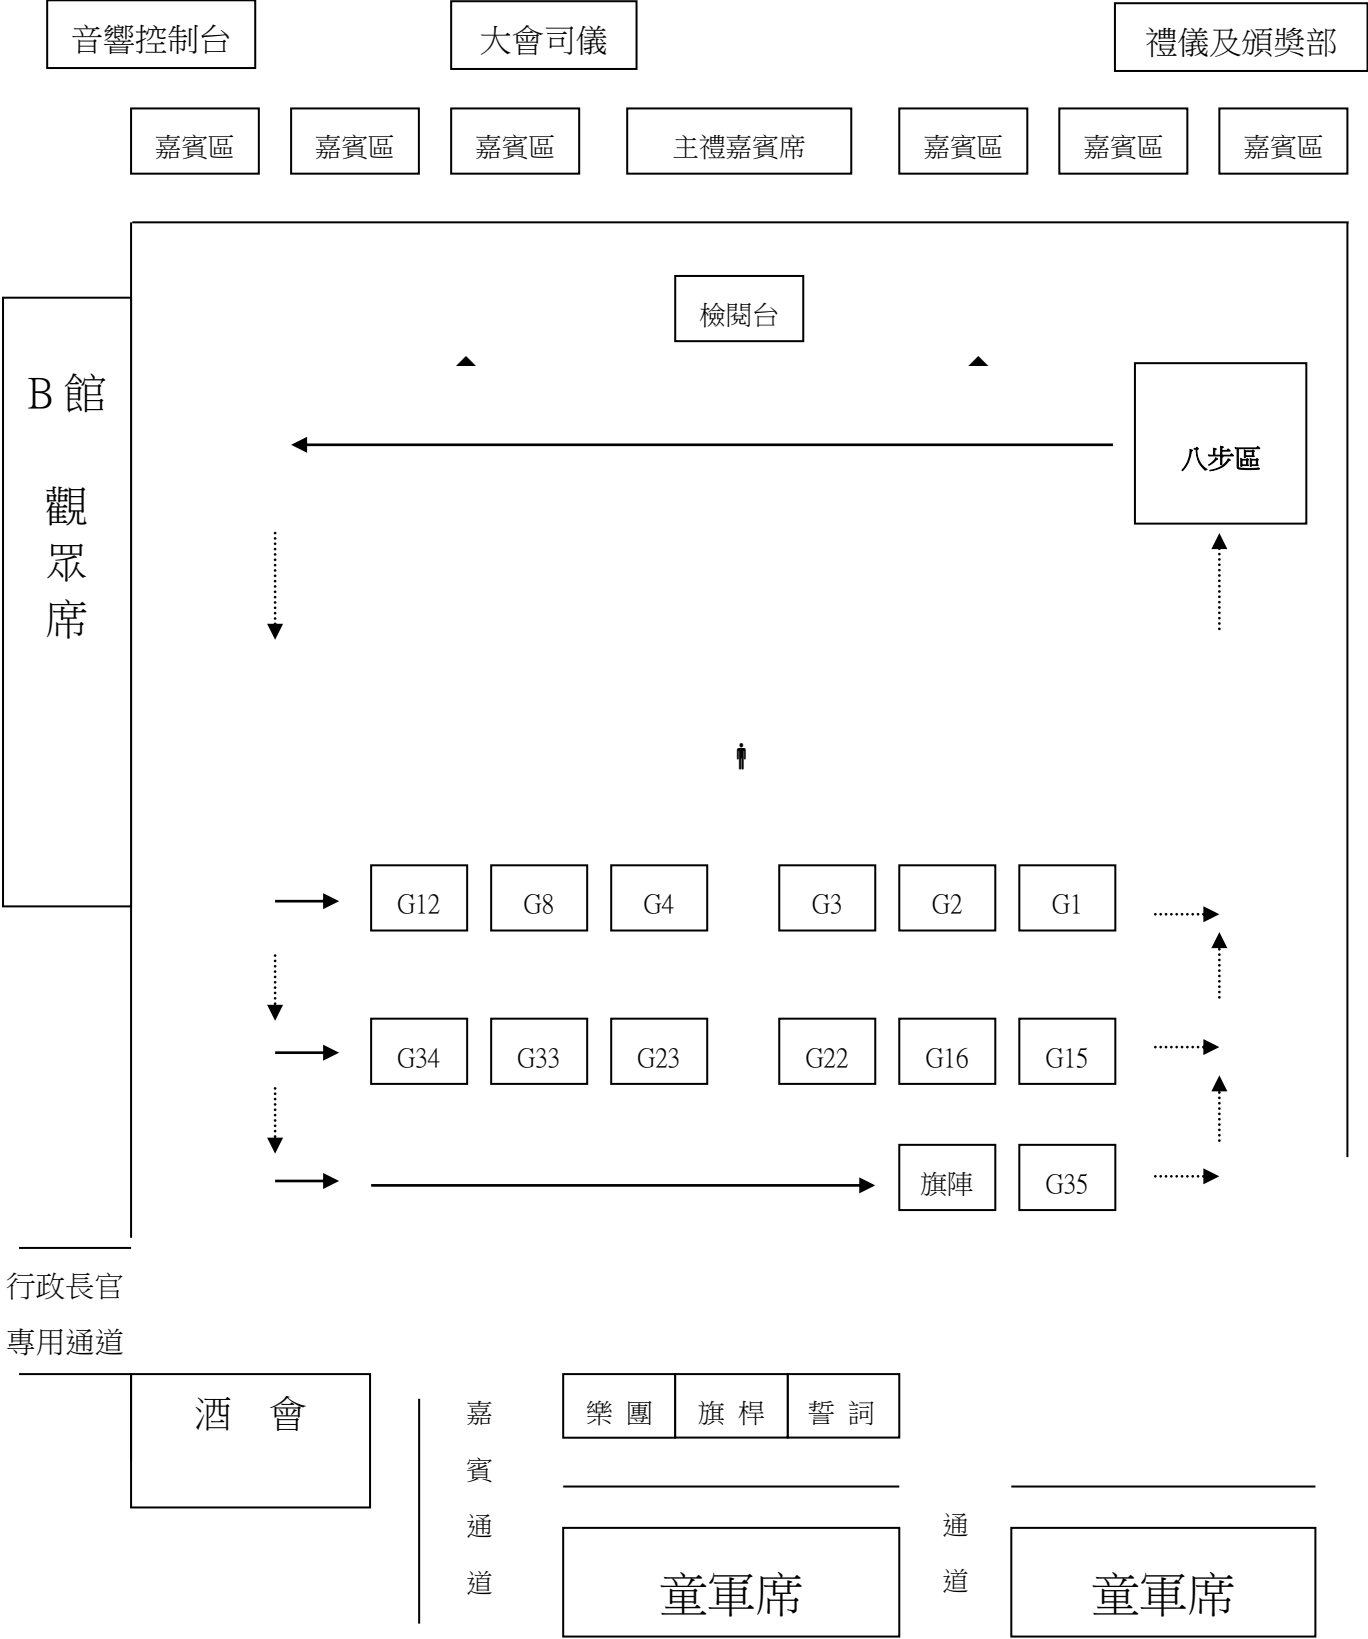 音響控制台
大會司儀
禮儀及頒獎部
嘉賓區
嘉賓區
嘉賓區
主禮嘉賓席
嘉賓區
嘉賓區
嘉賓區
檢閱台
B 館
觀眾席
八步區
G12
G8
G4
G3
G2
G1
G34
G33
G23
G22
G16
G15
旗陣
G35
行政長官
專用通道
酒 會
嘉賓通道
樂 團
旗 桿
誓 詞
通道
童軍席
童軍席